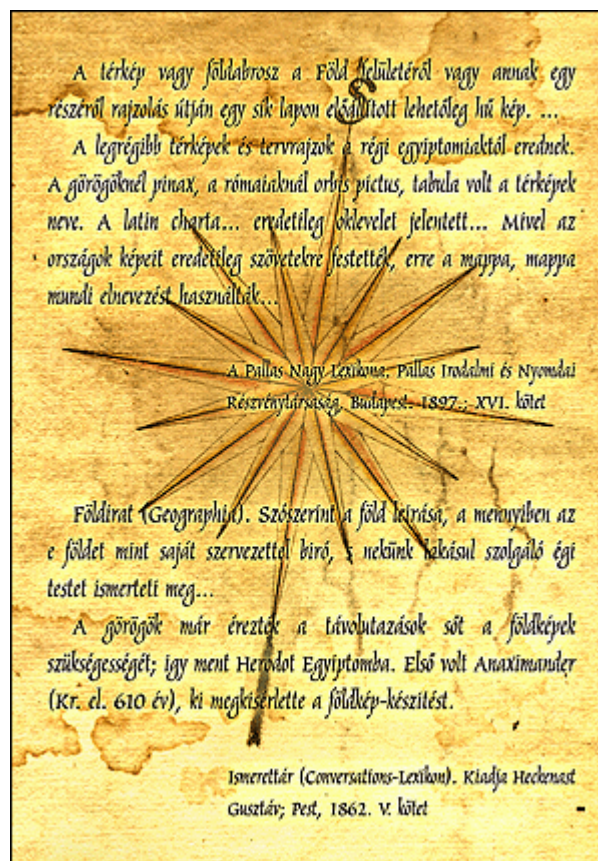 A térkép vagy földabrosz a Föld felületéről vagy annak egy
részéről rajzolás útján egy sík lapon előállított lehetőleg hű kép. ...
A legrégibb térképek és tervrajzok a régi egyiptomiaktól erednek.
A görögöknél pinax, a rómaiaknál orbis pictus, tabula volt a térképek
neve. A latin charta... eredetileg oklevelet jelentett... Mivel az
országok képeit eredetileg szövetekre festették, erre a mappa, mappa
mundi elnevezést használták...
A Pallas Nagy Lexikona; Pallas Irodalmi és Nyomdai
Részvénytársaság, Budapest. 1897.; XVI. kötet
Földirat (Geographia). Szószerint a föld leirása, a mennyiben az
e földet mint saját szervezettel biró, s nekünk lakásul szolgáló égi
testet ismerteti meg...
A görögök már érezték a távolutazások sőt a földképek
szükségességét; igy ment Herodot Egyiptomba. Első volt Anaximander
(Kr. el. 610 év), ki megkisérlette a földkép-készitést.
Ismerettár (Conversations-Lexikon). Kiadja Heckenast
Gusztáv; Pest, 1862. V. kötet